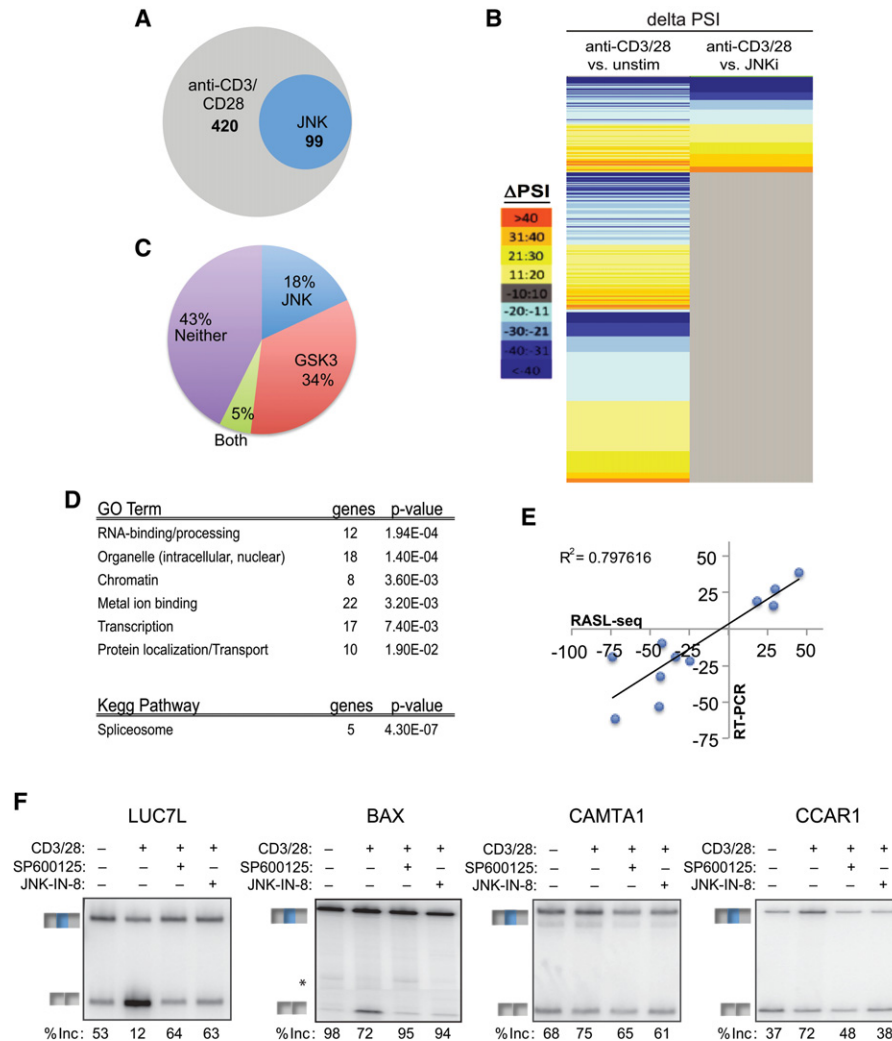 A
anti-CD3/
CD28
420
JNK
99
B
delta PSI
anti-CD3/28
vs. unstim
anti-CD3/28
vs. JNKi
ΔPSI
>40
31:40
21:30
11:20
-10:10
-20:-11
-30:-21
-40:-31
<-40
C
18%
JNK
43%
Neither
GSK3
34%
5%
Both
D
GO Term genes p-value
RNA-binding/processing 12 1.94E-04
Organelle (intracellular, nuclear) 18 1.40E-04
Chromatin 8 3.60E-03
Metal ion binding 22 3.20E-03
Transcription 17 7.40E-03
Protein localization/Transport 10 1.90E-02
Kegg Pathway genes p-value
Spliceosome 5 4.30E-07
E
R2 = 0.797616
50
25
RASL-seq
-100 -75 -50 -25 25 50
-25
-50
-75
RT-PCR
F
LUC7L
CD3/28: – + + +
SP600125: +
JNK-IN-8: +
%Inc: 53 12 64 63
BAX
CD3/28: – + + +
SP600125: +
JNK-IN-8: +
*
%Inc: 98 72 95 94
CAMTA1
CD3/28: – + + +
SP600125: +
JNK-IN-8: +
%Inc: 68 75 65 61
CCAR1
CD3/28: – + + +
SP600125: +
JNK-IN-8: +
%Inc: 37 72 48 38